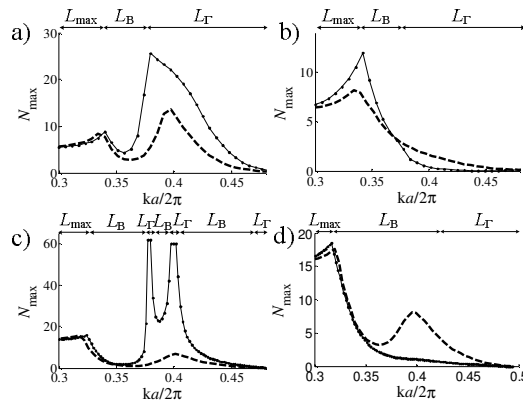 L_max L_B L_Γ L_B L_Γ
a) b)
30
20
10
0
N_max
0.3 0.35 0.4 0.45
ka/2π
10
5
0
N_max
0.3 0.35 0.4 0.45
ka/2π
L_max L_B L_Γ L_B L_Γ L_B L_Γ L_max L_B L_Γ
c) d)
60
40
20
0
N_max
0.3 0.35 0.4 0.45
ka/2π
20
15
10
5
0
N_max
0.3 0.35 0.4 0.45 0.5
ka/2π